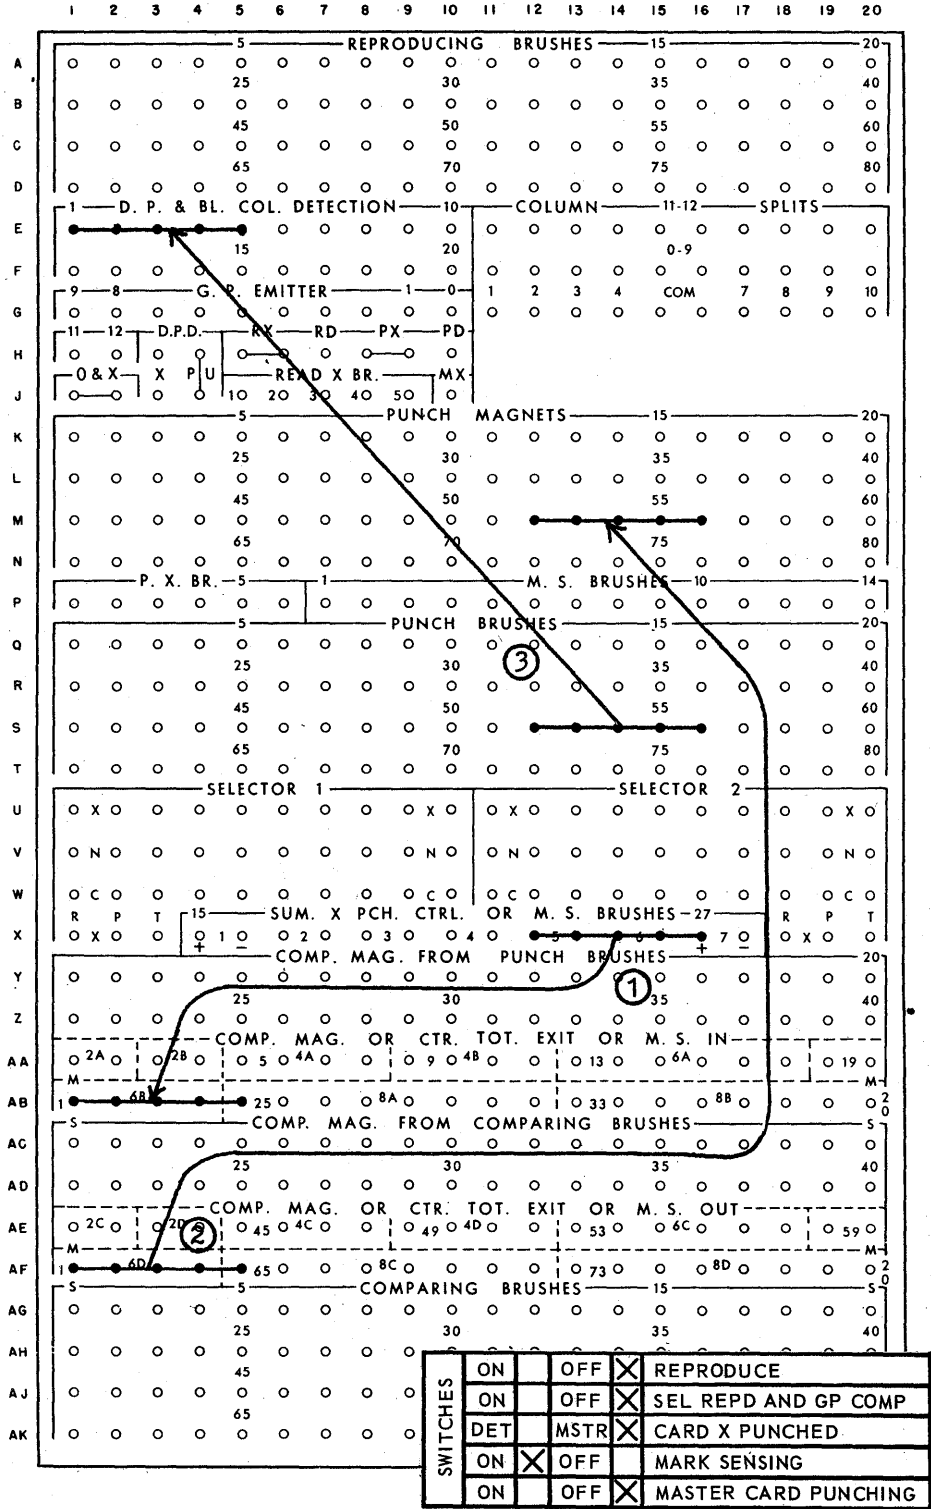 1 2 3 4 5 6 7 8 9 10 11 12 13 14 15 16 17 18 19 20
5 REPRODUCING BRUSHES 15 20
A
25 30 35 40
B
45 50 55 60
C
65 70 75 80
D
1 D. P. & BL. COL. DETECTION 10 COLUMN 11-12 SPLITS
E
15 20 0-9
F
9 8 G. P. EMITTER 1 0 1 2 3 4 COM 7 8 9 10
G
11 12 D.P.D. RX RD PX PD
H
O & X X P U READ X BR. MX
J 10 20 30 40 50
5 PUNCH MAGNETS 15 20
K
25 30 35 40
L
45 50 55 60
M
65 70 75 80
N
P. X. BR. 5 1 M. S. BRUSHES 10 14
P
5 PUNCH BRUSHES 15 20
Q
3
25 30 35 40
R
45 50 55 60
S
65 70 75 80
T
SELECTOR 1 SELECTOR 2
U X X X X
V N N N N
W C C C C
R P T 15 SUM. X PCH. CTRL. OR M. S. BRUSHES 27 R P T
X X + 1 - 2 3 4 5 6 + 7 - X
COMP. MAG. FROM PUNCH BRUSHES 20
Y
1
25 30 35 40
Z
COMP. MAG. OR CTR. TOT. EXIT OR M. S. IN
AA 2A 2B 5 4A 9 4B 13 6A 19
M M
AB 1 6B 25 8A 33 8B 20
S COMP. MAG. FROM COMPARING BRUSHES S
AC
25 30 35 40
AD
COMP. MAG. OR CTR. TOT. EXIT OR M. S. OUT
AE 2C 2D 45 4C 49 4D 53 6C 59
2
M M
AF 1 6D 65 8C 73 8D 20
S 5 COMPARING BRUSHES 15 S
AG
25 30 35 40
AH
45
AJ
65
AK
SWITCHES
ON OFF X REPRODUCE
ON OFF X SEL REPD AND GP COMP
DET MSTR X CARD X PUNCHED
ON X OFF MARK SENSING
ON OFF X MASTER CARD PUNCHING